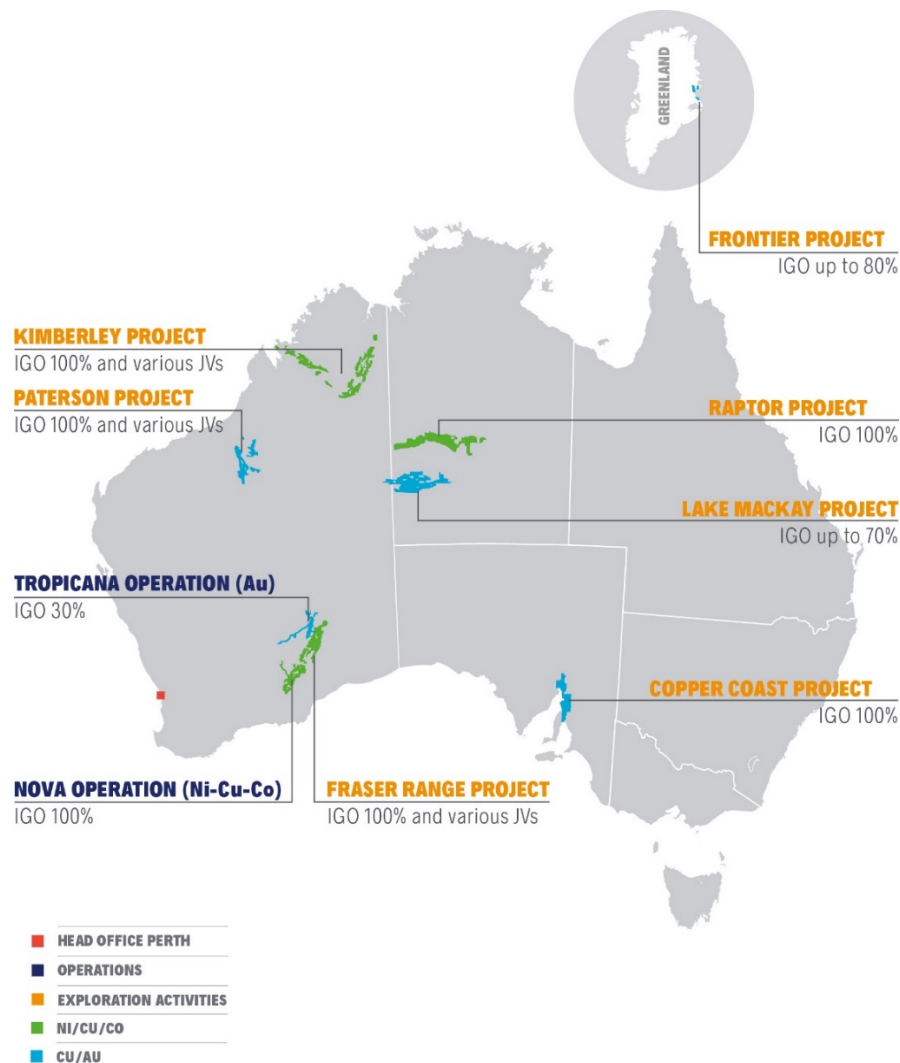 GREENLAND
FRONTIER PROJECT
IGO up to 80%
KIMBERLEY PROJECT
IGO 100% and various JVs
PATERSON PROJECT
IGO 100% and various JVs
RAPTOR PROJECT
IGO 100%
LAKE MACKAY PROJECT
IGO up to 70%
TROPICANA OPERATION (Au)
IGO 30%
COPPER COAST PROJECT
IGO 100%
NOVA OPERATION (Ni-Cu-Co)
IGO 100%
FRASER RANGE PROJECT
IGO 100% and various JVs
HEAD OFFICE PERTH
OPERATIONS
EXPLORATION ACTIVITIES
NI/CU/CO
CU/AU